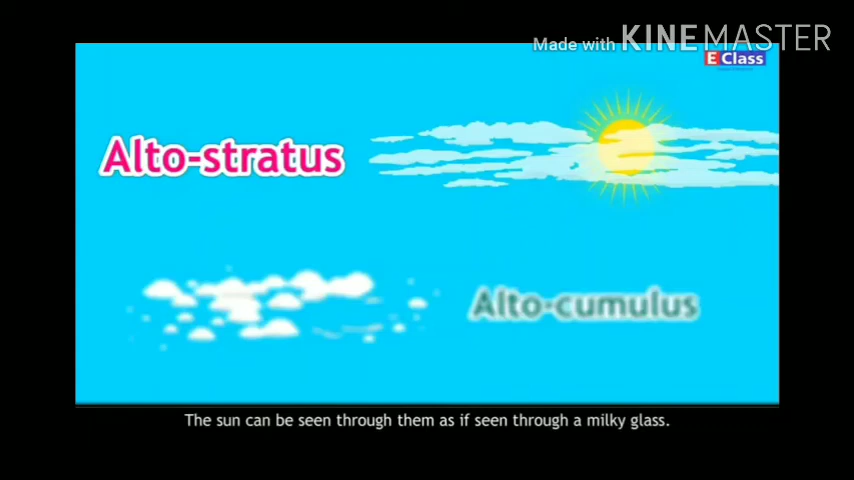 Made with KINEMASTER
E Class
Alto-stratus
Alto-cumulus
The sun can be seen through them as if seen through a milky glass.